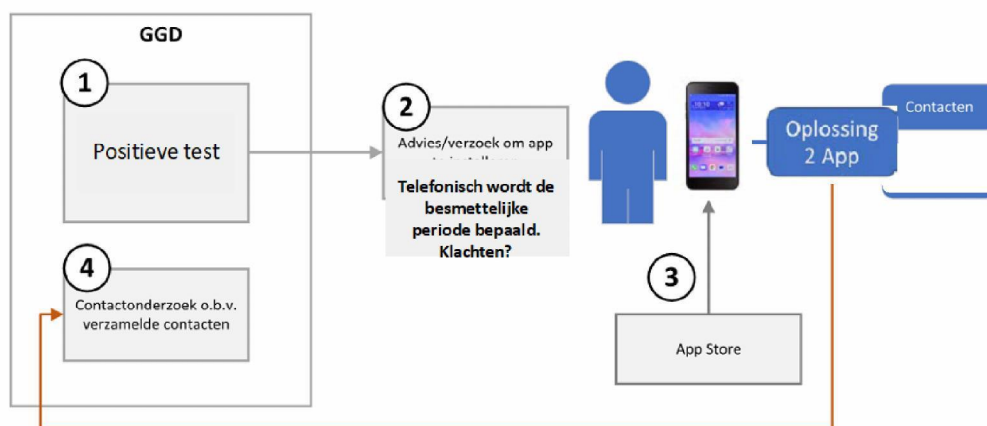 GGD
1
Positieve test
2
Advies/verzoek om app
Telefonisch wordt de
besmettelijke
periode bepaald.
Klachten?
Oplossing
2 App
Contacten
4
Contactonderzoek o.b.v.
verzamelde contacten
3
App Store